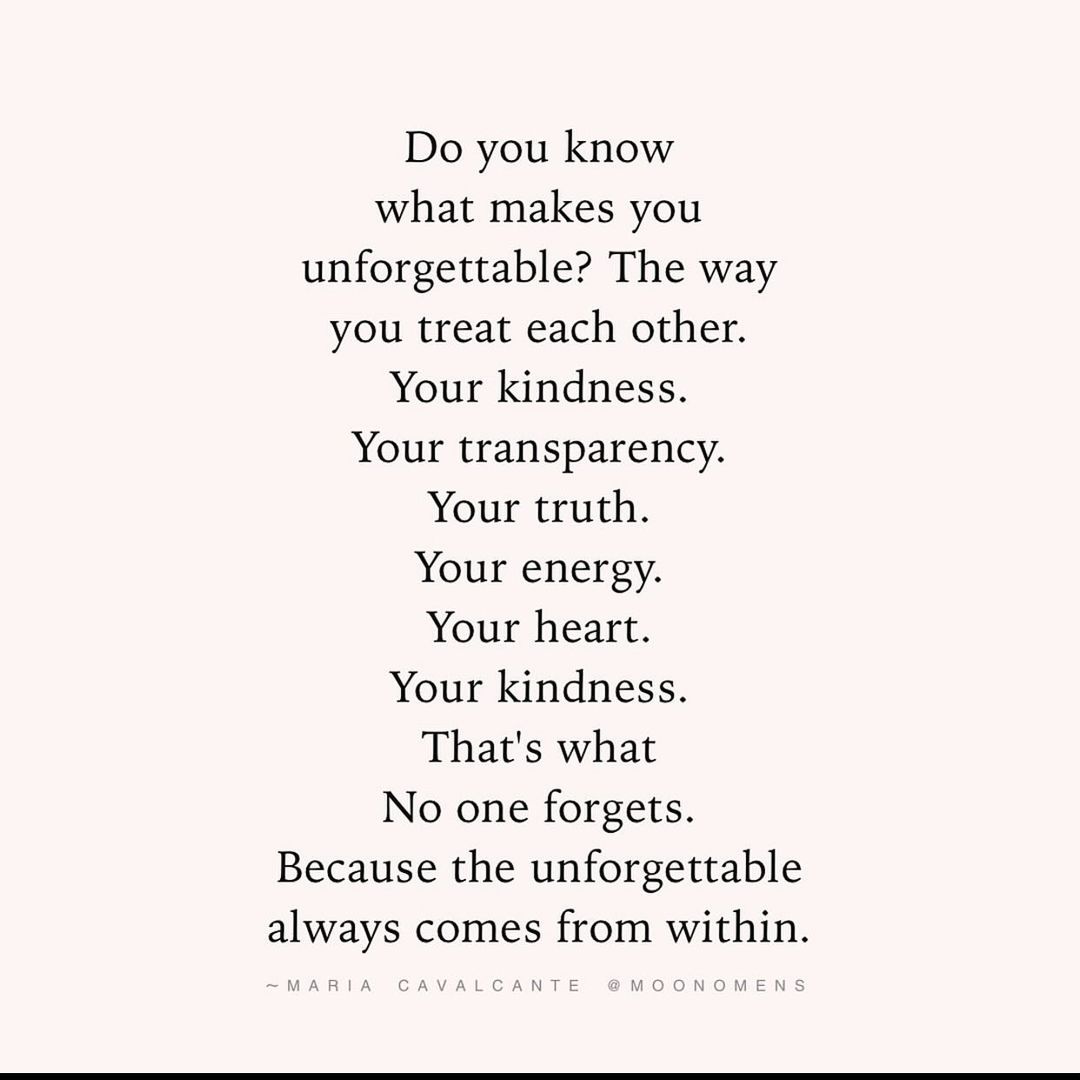 Do you know
what makes you
unforgettable? The way
you treat each other.
Your kindness.
Your transparency.
Your truth.
Your energy.
Your heart.
Your kindness.
That's what
No one forgets.
Because the unforgettable
always comes from within.
~MARIA CAVALCANTE @MOONOMENS